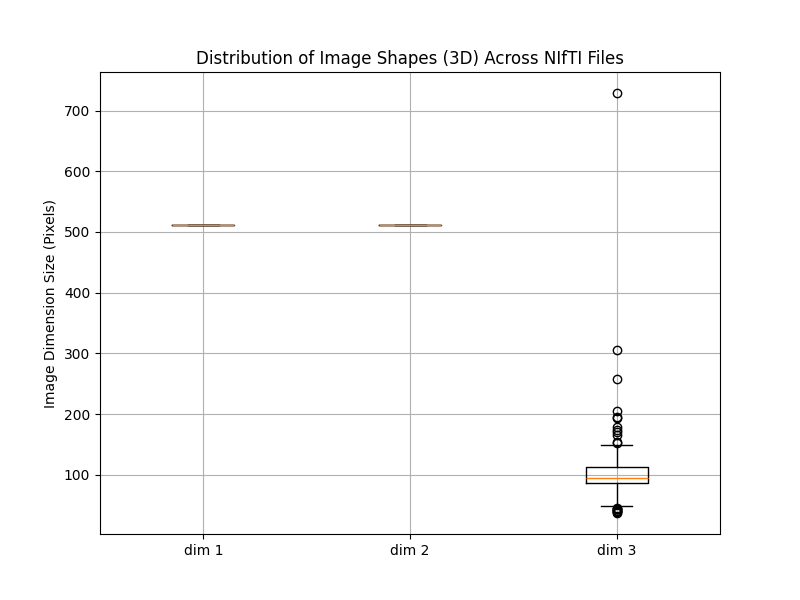 Distribution of Image Shapes (3D) Across NIfTI Files
Image Dimension Size (Pixels)
700
600
500
400
300
200
100
dim 1
dim 2
dim 3